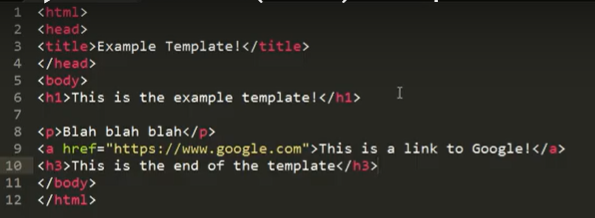 1 <html>
2 <head>
3 <title>Example Template!</title>
4 </head>
5 <body>
6 <h1>This is the example template!</h1>
7
8 <p>Blah blah blah</p>
9 <a href="https://www.google.com">This is a link to Google!</a>
10 <h3>This is the end of the template</h3>
11 </body>
12 </html>